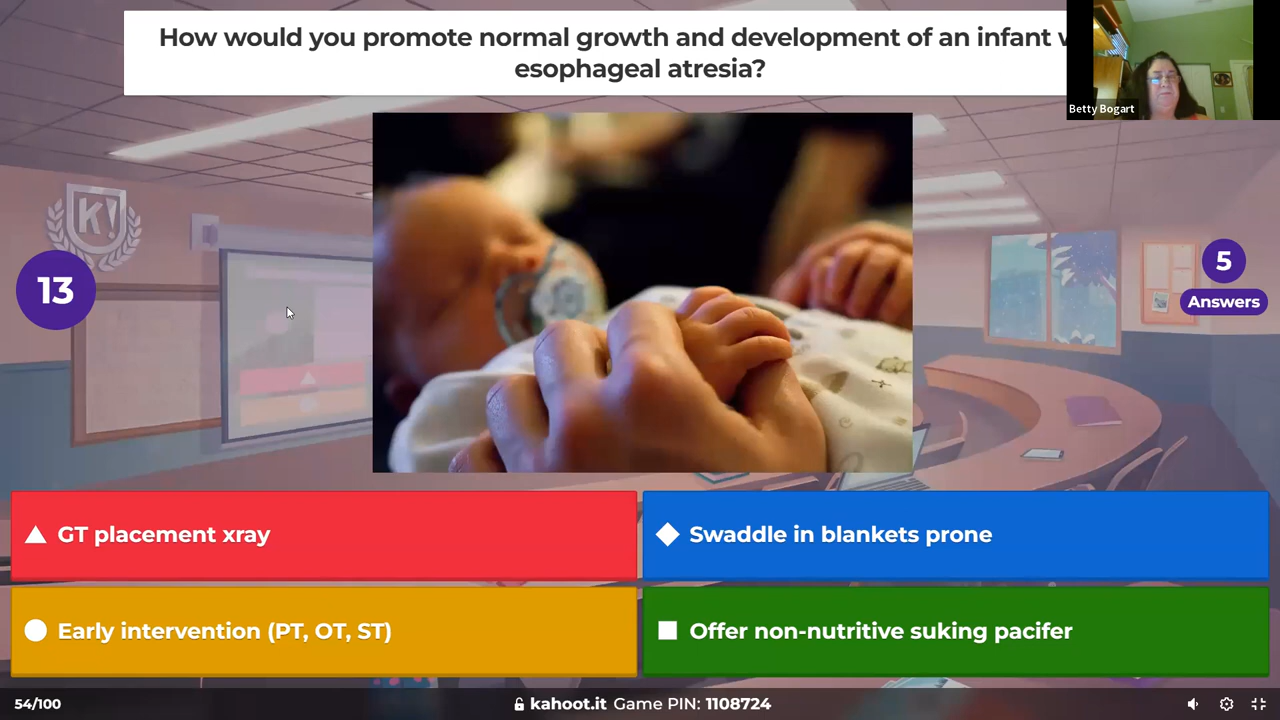 How would you promote normal growth and development of an infant
esophageal atresia?
Betty Bogart
K!
13
5
Answers
GT placement xray
Swaddle in blankets prone
Early intervention (PT, OT, ST)
Offer non-nutritive suking pacifer
54/100
kahoot.it Game PIN: 1108724